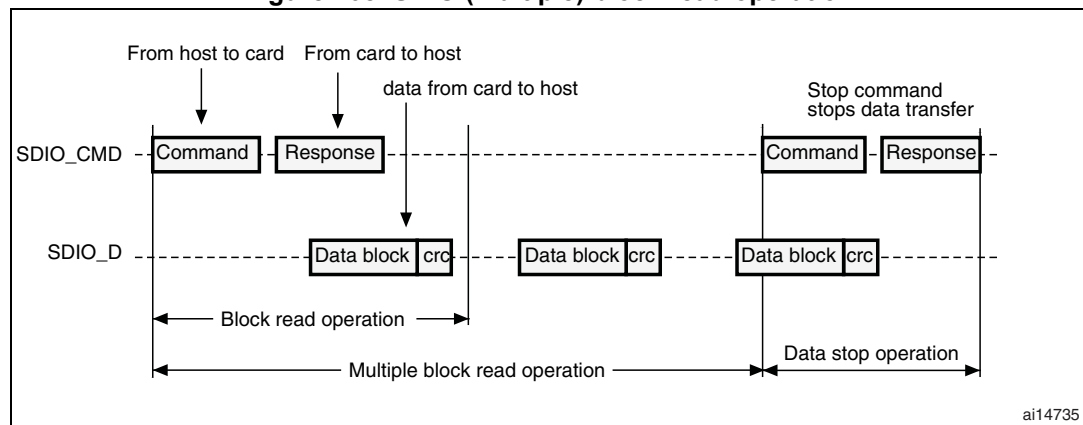 From host to card
From card to host
data from card to host
Stop command
stops data transfer
SDIO_CMD
Command
Response
Command
Response
SDIO_D
Data block
crc
Data block
crc
Data block
crc
Block read operation
Data stop operation
Multiple block read operation
ai14735